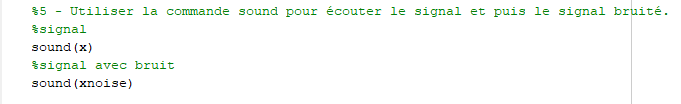 %5 - Utiliser la commande sound pour écouter le signal et puis le signal bruité.
%signal
sound(x)
%signal avec bruit
sound(xnoise)